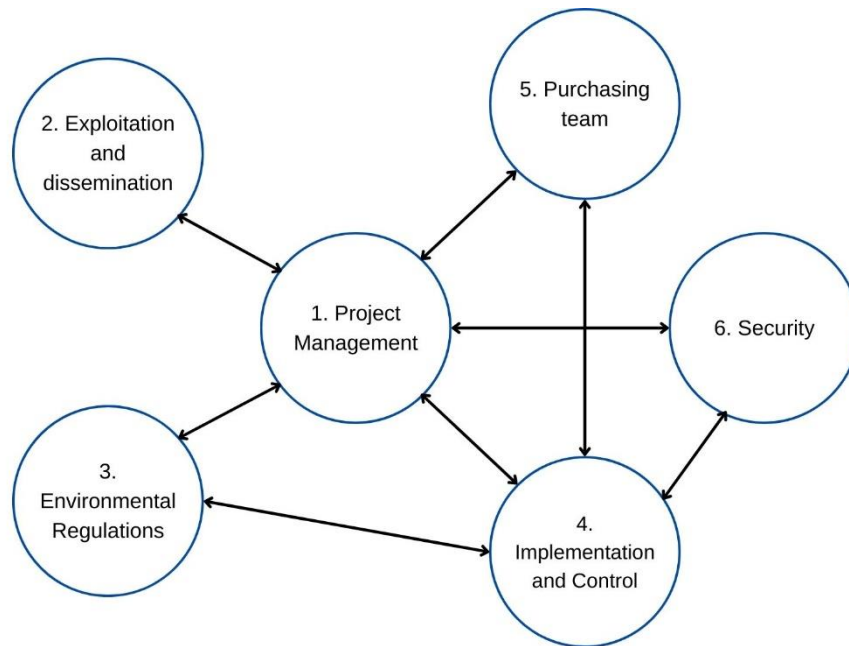 1. Project
Management
2. Exploitation
and
dissemination
3.
Environmental
Regulations
4.
Implementation
and Control
5. Purchasing
team
6. Security